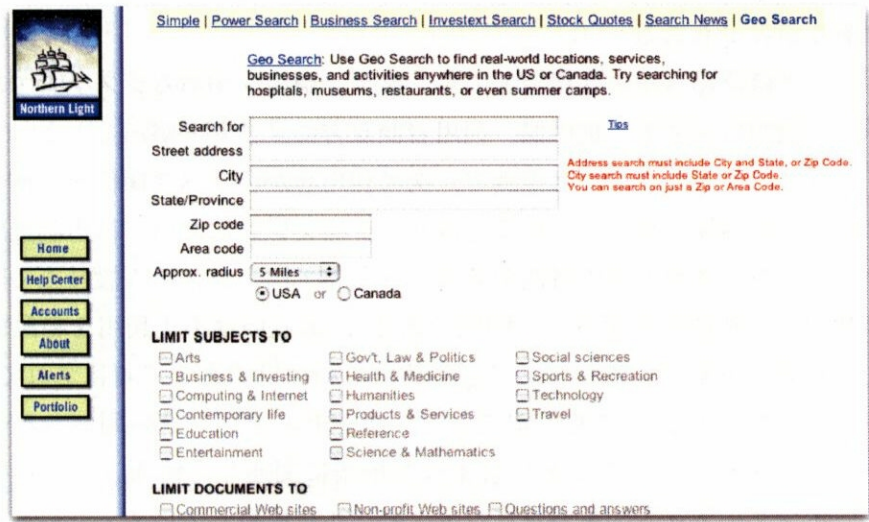 Simple | Power Search | Business Search | Investext Search | Stock Quotes | Search News | Geo Search
Northern Light
Geo Search: Use Geo Search to find real-world locations, services,
businesses, and activities anywhere in the US or Canada. Try searching for
hospitals, museums, restaurants, or even summer camps.
Search for
Tips
Street address
Address search must include City and State, or Zip Code.
City
City search must include State or Zip Code.
You can search on just a Zip or Area Code.
State/Province
Zip code
Area code
Approx. radius 5 Miles
USA or Canada
Home
Help Center
Accounts
About
Alerts
Portfolio
LIMIT SUBJECTS TO
Arts Gov't, Law & Politics Social sciences
Business & Investing Health & Medicine Sports & Recreation
Computing & Internet Humanities Technology
Contemporary life Products & Services Travel
Education Reference
Entertainment Science & Mathematics
LIMIT DOCUMENTS TO
Commercial Web sites Non-profit Web sites Questions and answers